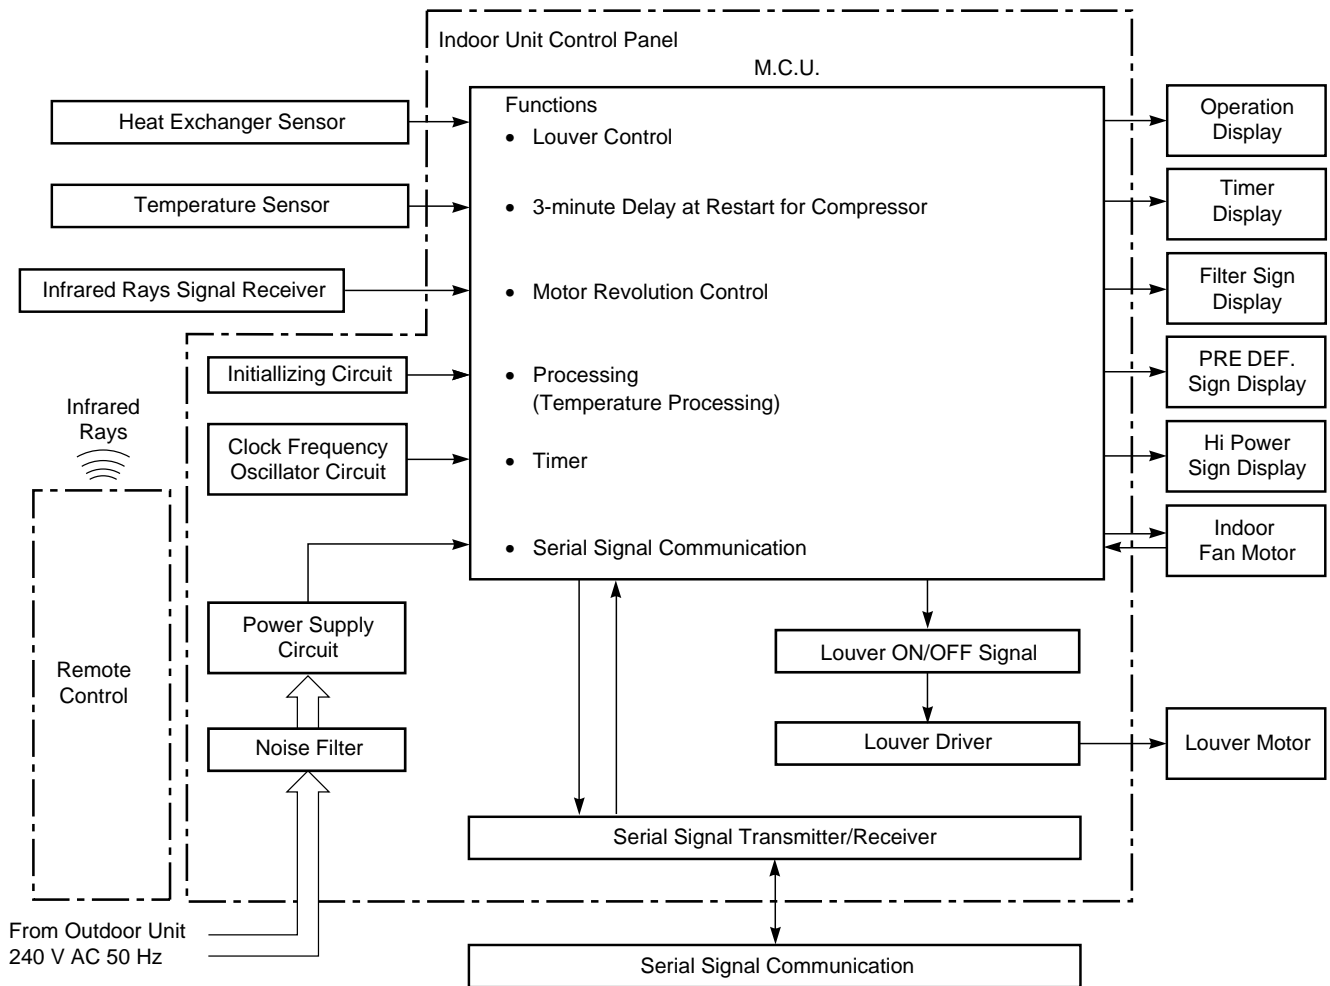 Indoor Unit Control Panel
M.C.U.
Heat Exchanger Sensor
Temperature Sensor
Infrared Rays Signal Receiver
Initiallizing Circuit
Clock Frequency
Oscillator Circuit
Power Supply
Circuit
Noise Filter
Infrared
Rays
Remote
Control
From Outdoor Unit
240 V AC 50 Hz
Functions
• Louver Control
• 3-minute Delay at Restart for Compressor
• Motor Revolution Control
• Processing
(Temperature Processing)
• Timer
• Serial Signal Communication
Operation
Display
Timer
Display
Filter Sign
Display
PRE DEF.
Sign Display
Hi Power
Sign Display
Indoor
Fan Motor
Louver ON/OFF Signal
Louver Driver
Louver Motor
Serial Signal Transmitter/Receiver
Serial Signal Communication